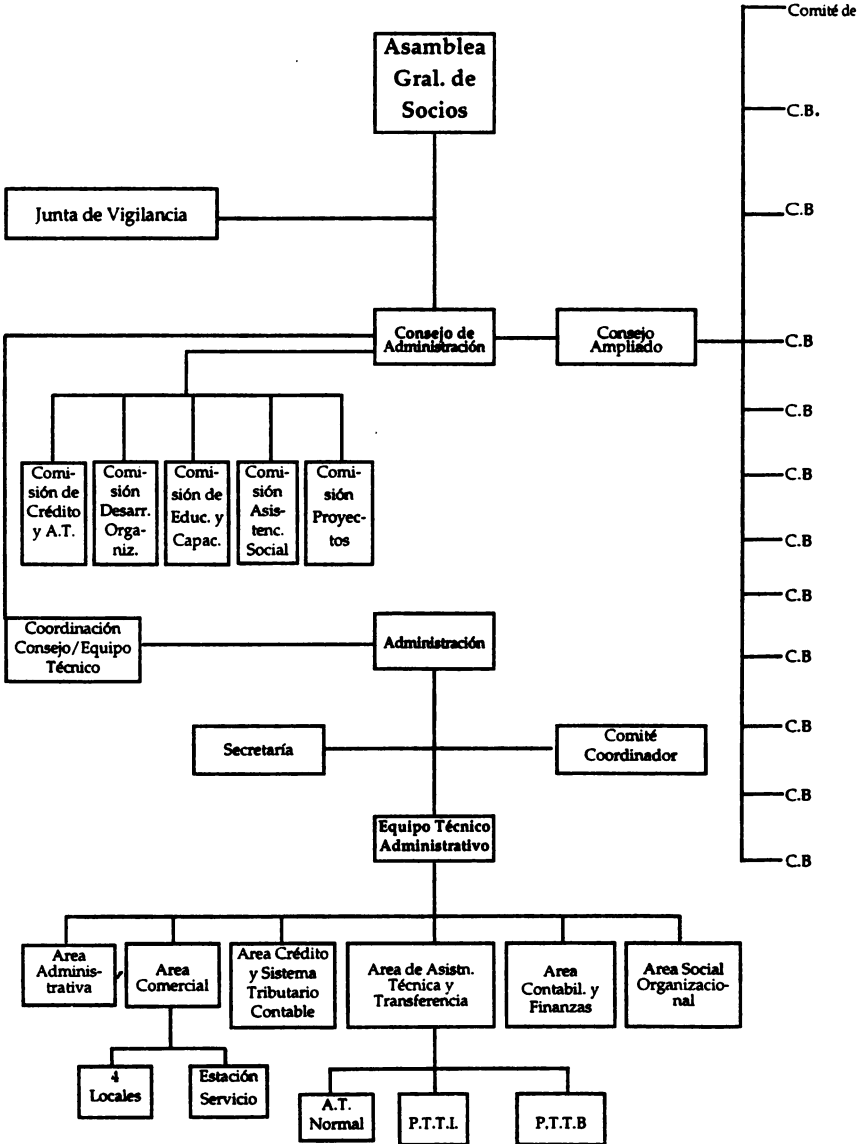 Comité de
Asamblea
Gral. de
Socios
C.B.
C.B
Junta de Vigilancia
Consejo de
Administración
Consejo
Ampliado
C.B
C.B
C.B
C.B
C.B
C.B
C.B
C.B
C.B
Comi-
sión de
Crédito
y A.T.
Comi-
sión
Desarr.
Orga-
niz.
Comi-
sión de
Educ. y
Capac.
Comi-
sión
Asis-
tenc.
Social
Comi-
sión
Proyec-
tos
Coordinación
Consejo/Equipo
Técnico
Administración
Secretaría
Comité
Coordinador
Equipo Técnico
Administrativo
Area
Adminis-
trativa
Area
Comercial
Area Crédito
y Sistema
Tributario
Contable
Area de Asistn.
Técnica y
Transferencia
Area
Contabil. y
Finanzas
Area Social
Organizacio-
nal
4
Locales
Estación
Servicio
A.T.
Normal
P.T.T.I.
P.T.T.B